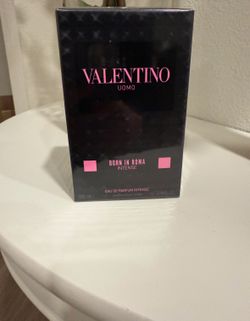 VALENTINO
UOMO
BORN IN ROMA
INTENSE
EAU DE PARFUM INTENSE